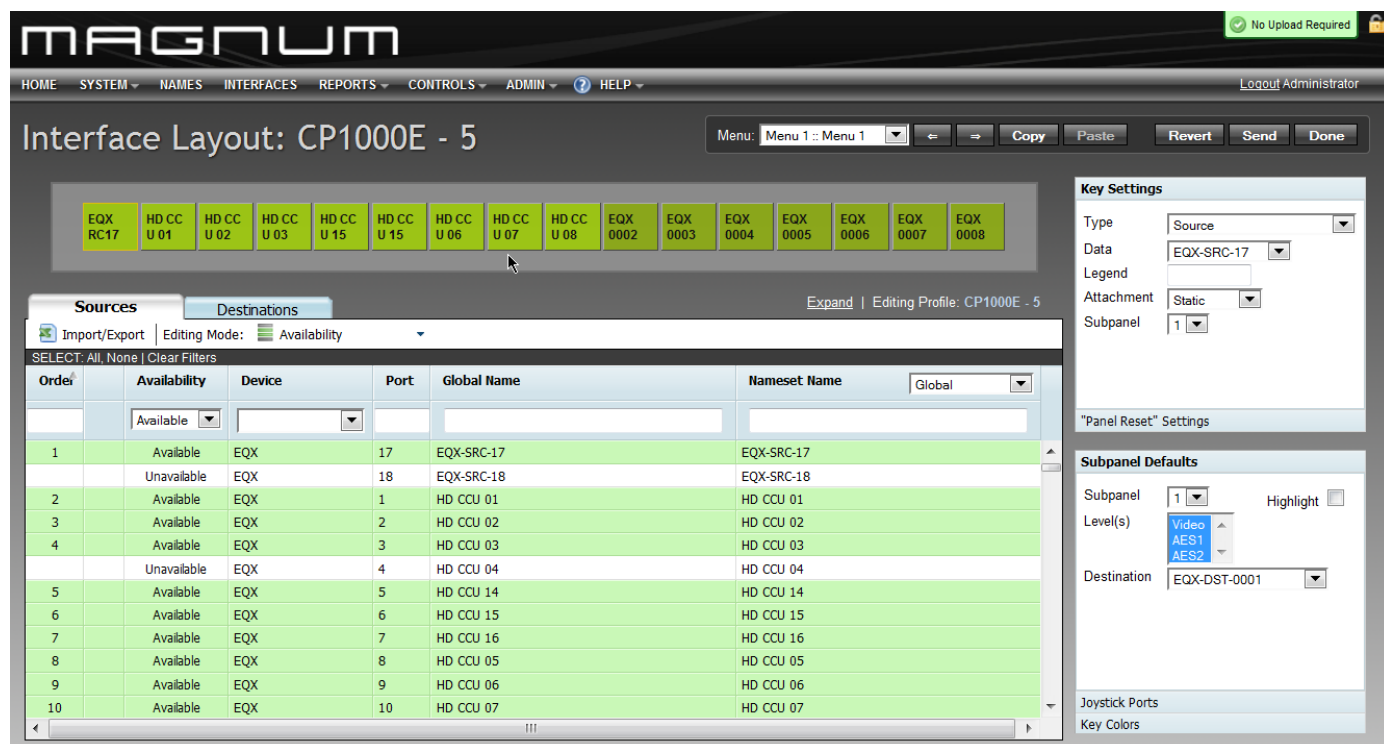 MAGNUM
No Upload Required
HOME SYSTEM NAMES INTERFACES REPORTS CONTROLS ADMIN ? HELP Logout Administrator
Interface Layout: CP1000E - 5
Menu: Menu 1 :: Menu 1 ⇐ ⇒ Copy Paste Revert Send Done
EQX HD CC HD CC HD CC HD CC HD CC HD CC HD CC HD CC EQX EQX EQX EQX EQX EQX EQX
RC17 U 01 U 02 U 03 U 15 U 15 U 06 U 07 U 08 0002 0003 0004 0005 0006 0007 0008
Sources Destinations Expand | Editing Profile: CP1000E - 5
Import/Export Editing Mode: Availability
SELECT: All, None | Clear Filters
Order Availability Device Port Global Name Nameset Name Global
Available
1 Available EQX 17 EQX-SRC-17 EQX-SRC-17
Unavailable EQX 18 EQX-SRC-18 EQX-SRC-18
2 Available EQX 1 HD CCU 01 HD CCU 01
3 Available EQX 2 HD CCU 02 HD CCU 02
4 Available EQX 3 HD CCU 03 HD CCU 03
Unavailable EQX 4 HD CCU 04 HD CCU 04
5 Available EQX 5 HD CCU 14 HD CCU 14
6 Available EQX 6 HD CCU 15 HD CCU 15
7 Available EQX 7 HD CCU 16 HD CCU 16
8 Available EQX 8 HD CCU 05 HD CCU 05
9 Available EQX 9 HD CCU 06 HD CCU 06
10 Available EQX 10 HD CCU 07 HD CCU 07
Key Settings
Type Source
Data EQX-SRC-17
Legend
Attachment Static
Subpanel 1
"Panel Reset" Settings
Subpanel Defaults
Subpanel 1 Highlight
Level(s) Video
AES1
AES2
Destination EQX-DST-0001
Joystick Ports
Key Colors